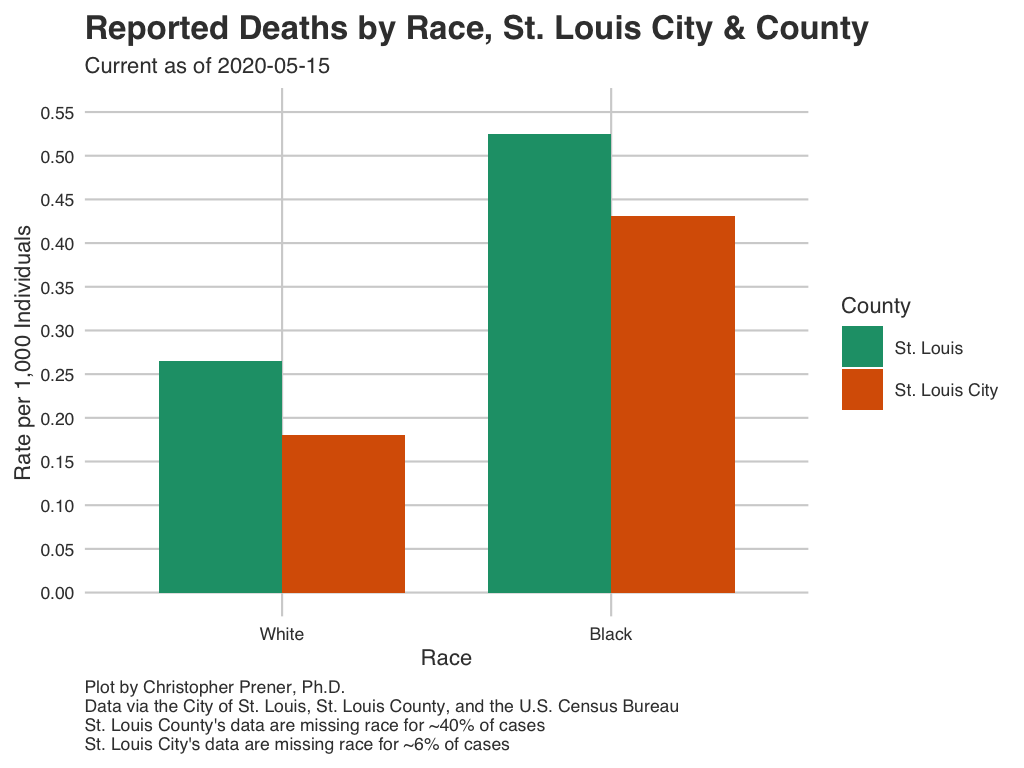 Reported Deaths by Race, St. Louis City & County
Current as of 2020-05-15
0.55
0.50
0.45
0.40
0.35
0.30
0.25
0.20
0.15
0.10
0.05
0.00
Rate per 1,000 Individuals
White
Black
Race
County
St. Louis
St. Louis City
Plot by Christopher Prener, Ph.D.
Data via the City of St. Louis, St. Louis County, and the U.S. Census Bureau
St. Louis County's data are missing race for ~40% of cases
St. Louis City's data are missing race for ~6% of cases